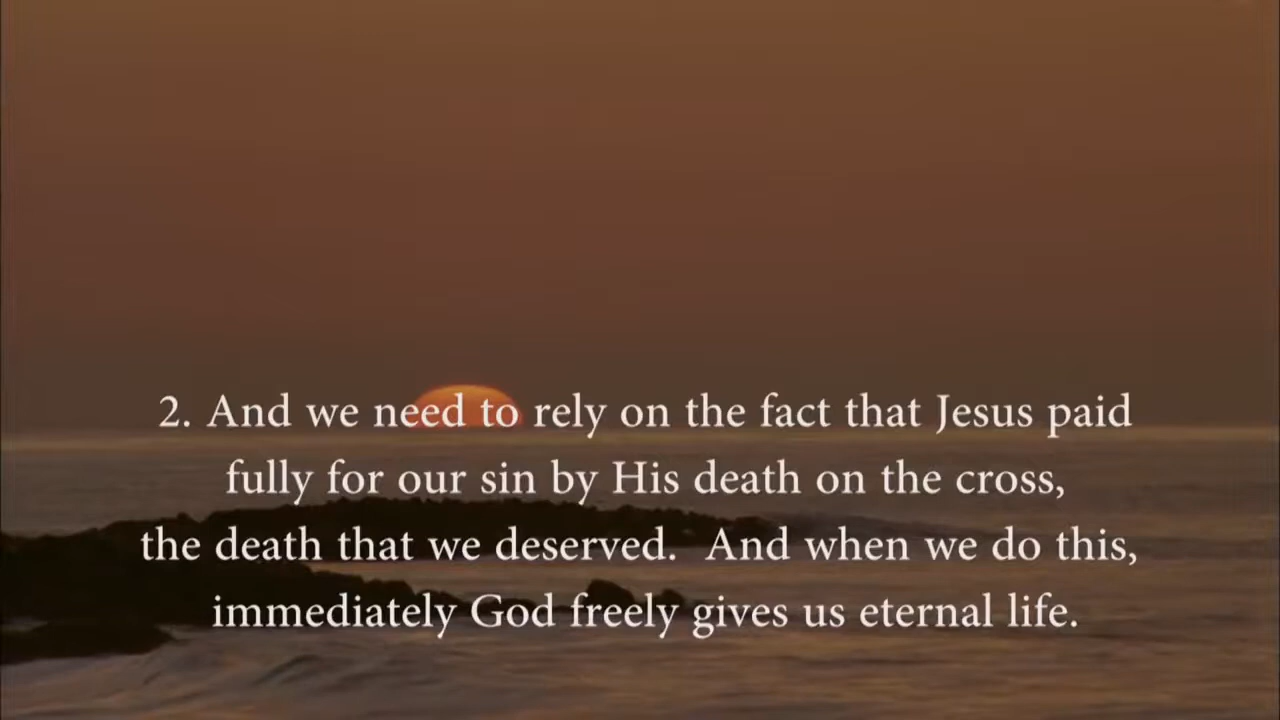 2. And we need to rely on the fact that Jesus paid
fully for our sin by His death on the cross,
the death that we deserved.  And when we do this,
immediately God freely gives us eternal life.